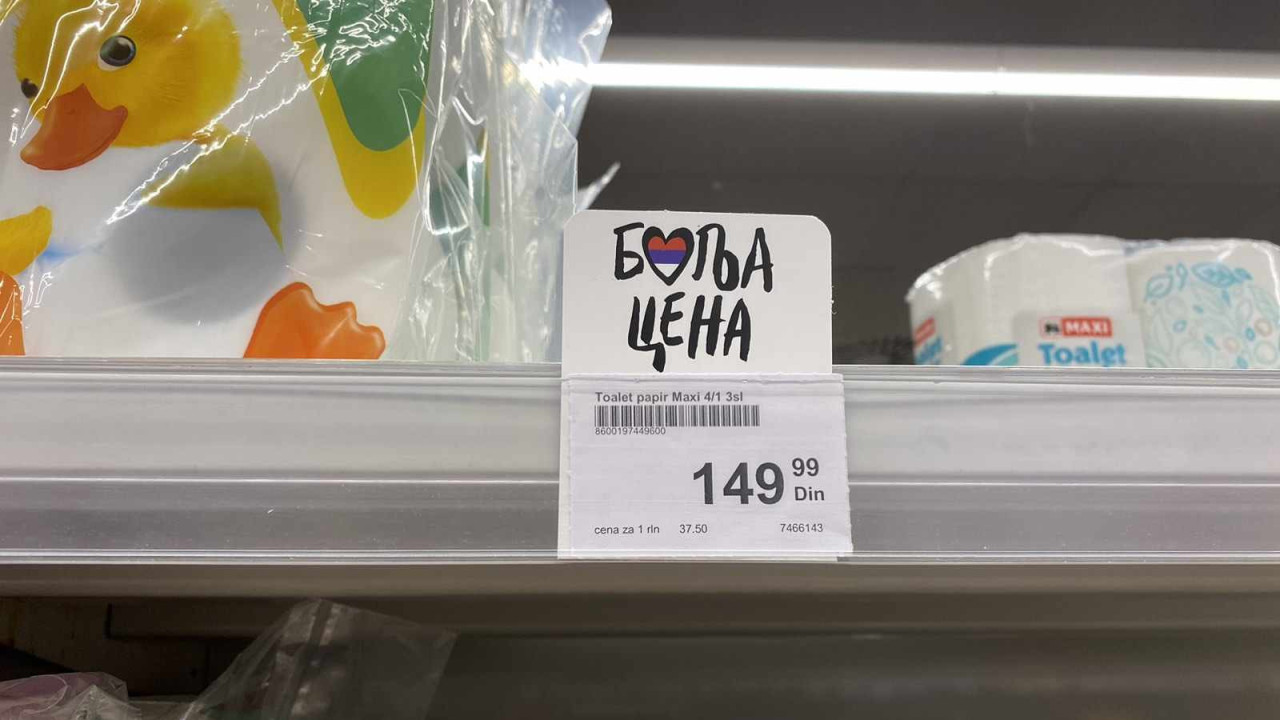 БОЉА
ЦЕНА
MAXI
Toalet
Toalet papir Maxi 4/1 3sl
8600197449600
149 99
Din
cena za 1 rln 37.50 7466143